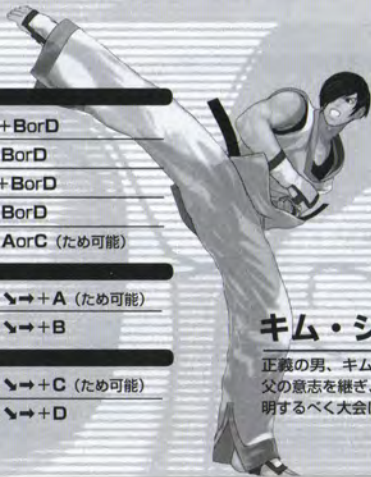 +BorD
BorD
+BorD
BorD
AorC（ため可能）
↘➡+A（ため可能）
↘➡+B
↘➡+C（ため可能）
↘➡+D
キム・シ
正義の男、キム
父の意志を継ぎ、
明するべく大会に